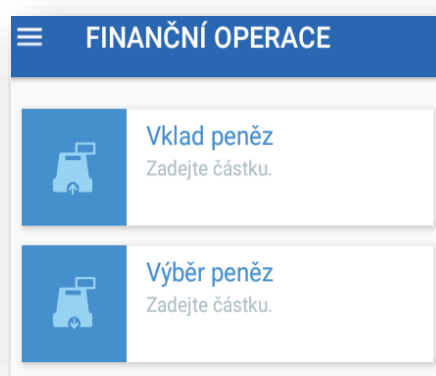 FINANČNÍ OPERACE
Vklad peněz
Zadejte částku.
Výběr peněz
Zadejte částku.